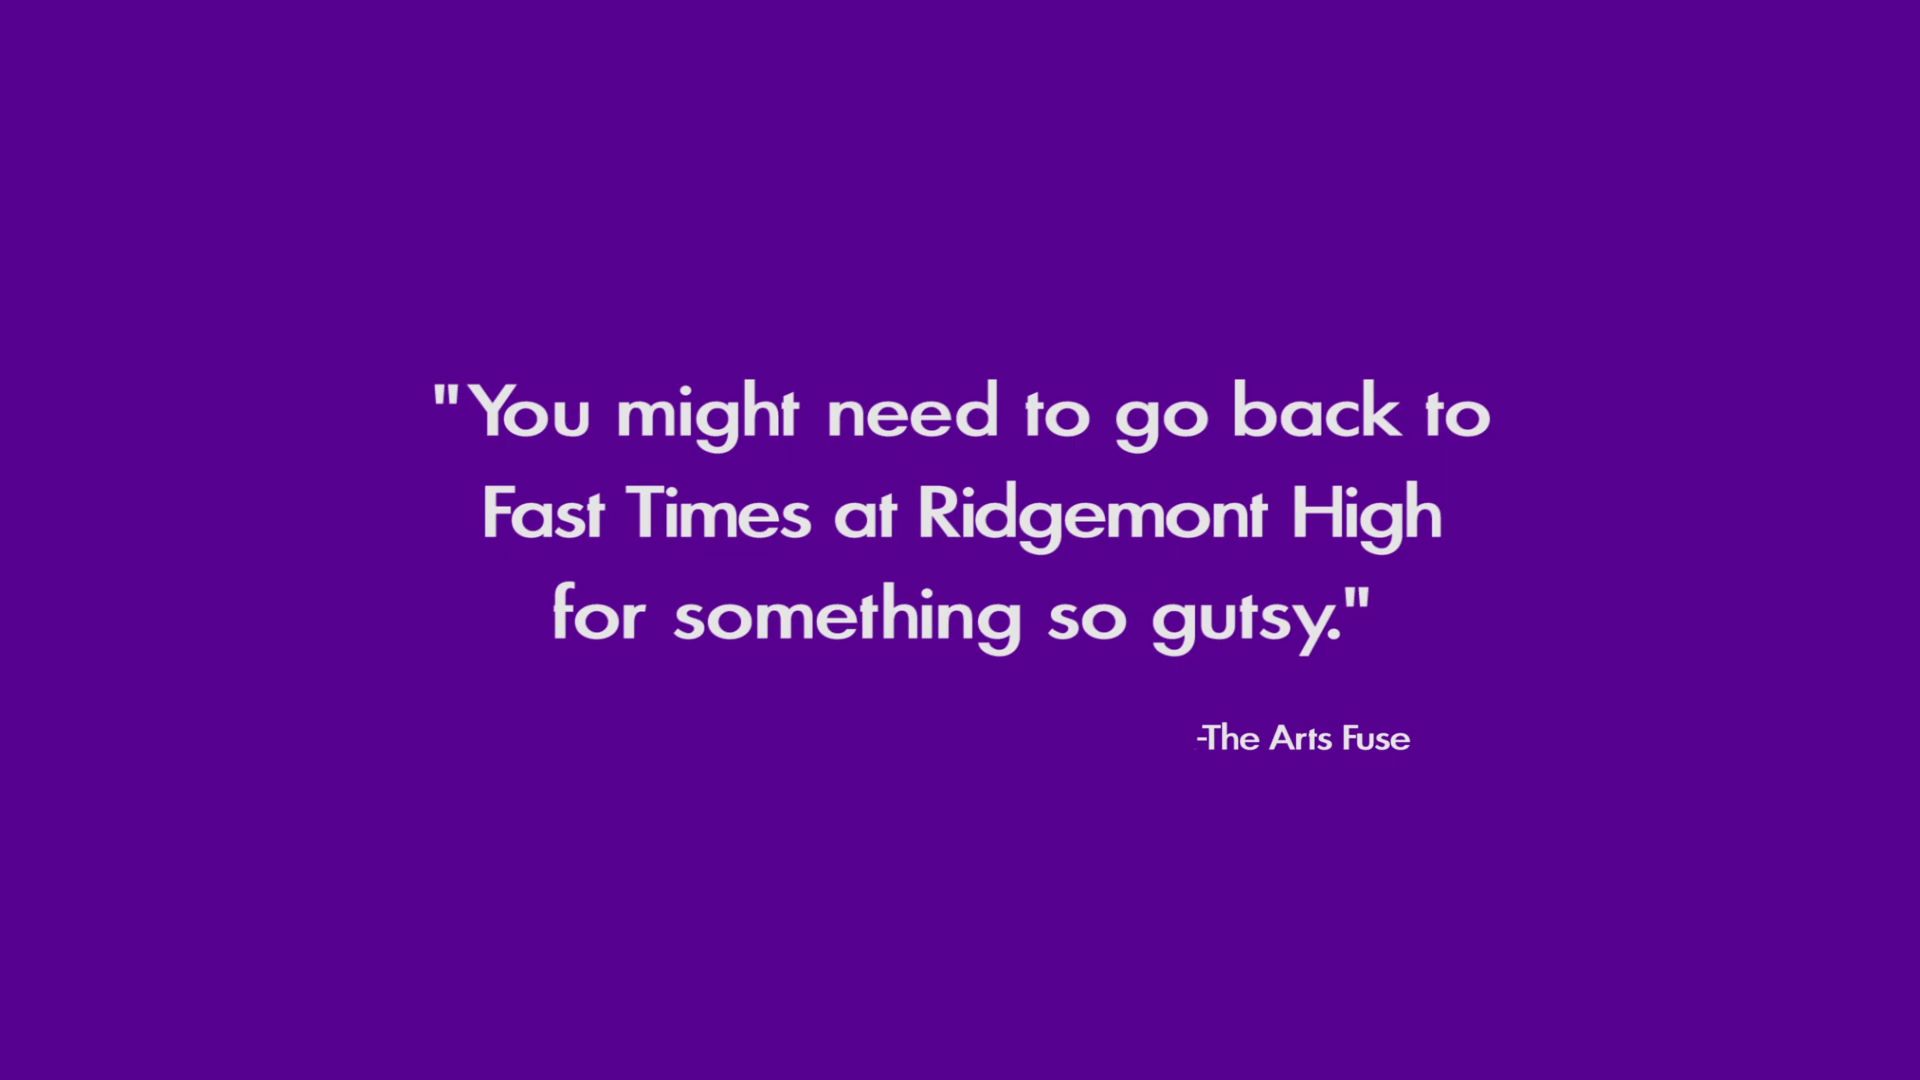 "You might need to go back to
Fast Times at Ridgemont High
for something so gutsy."
-The Arts Fuse